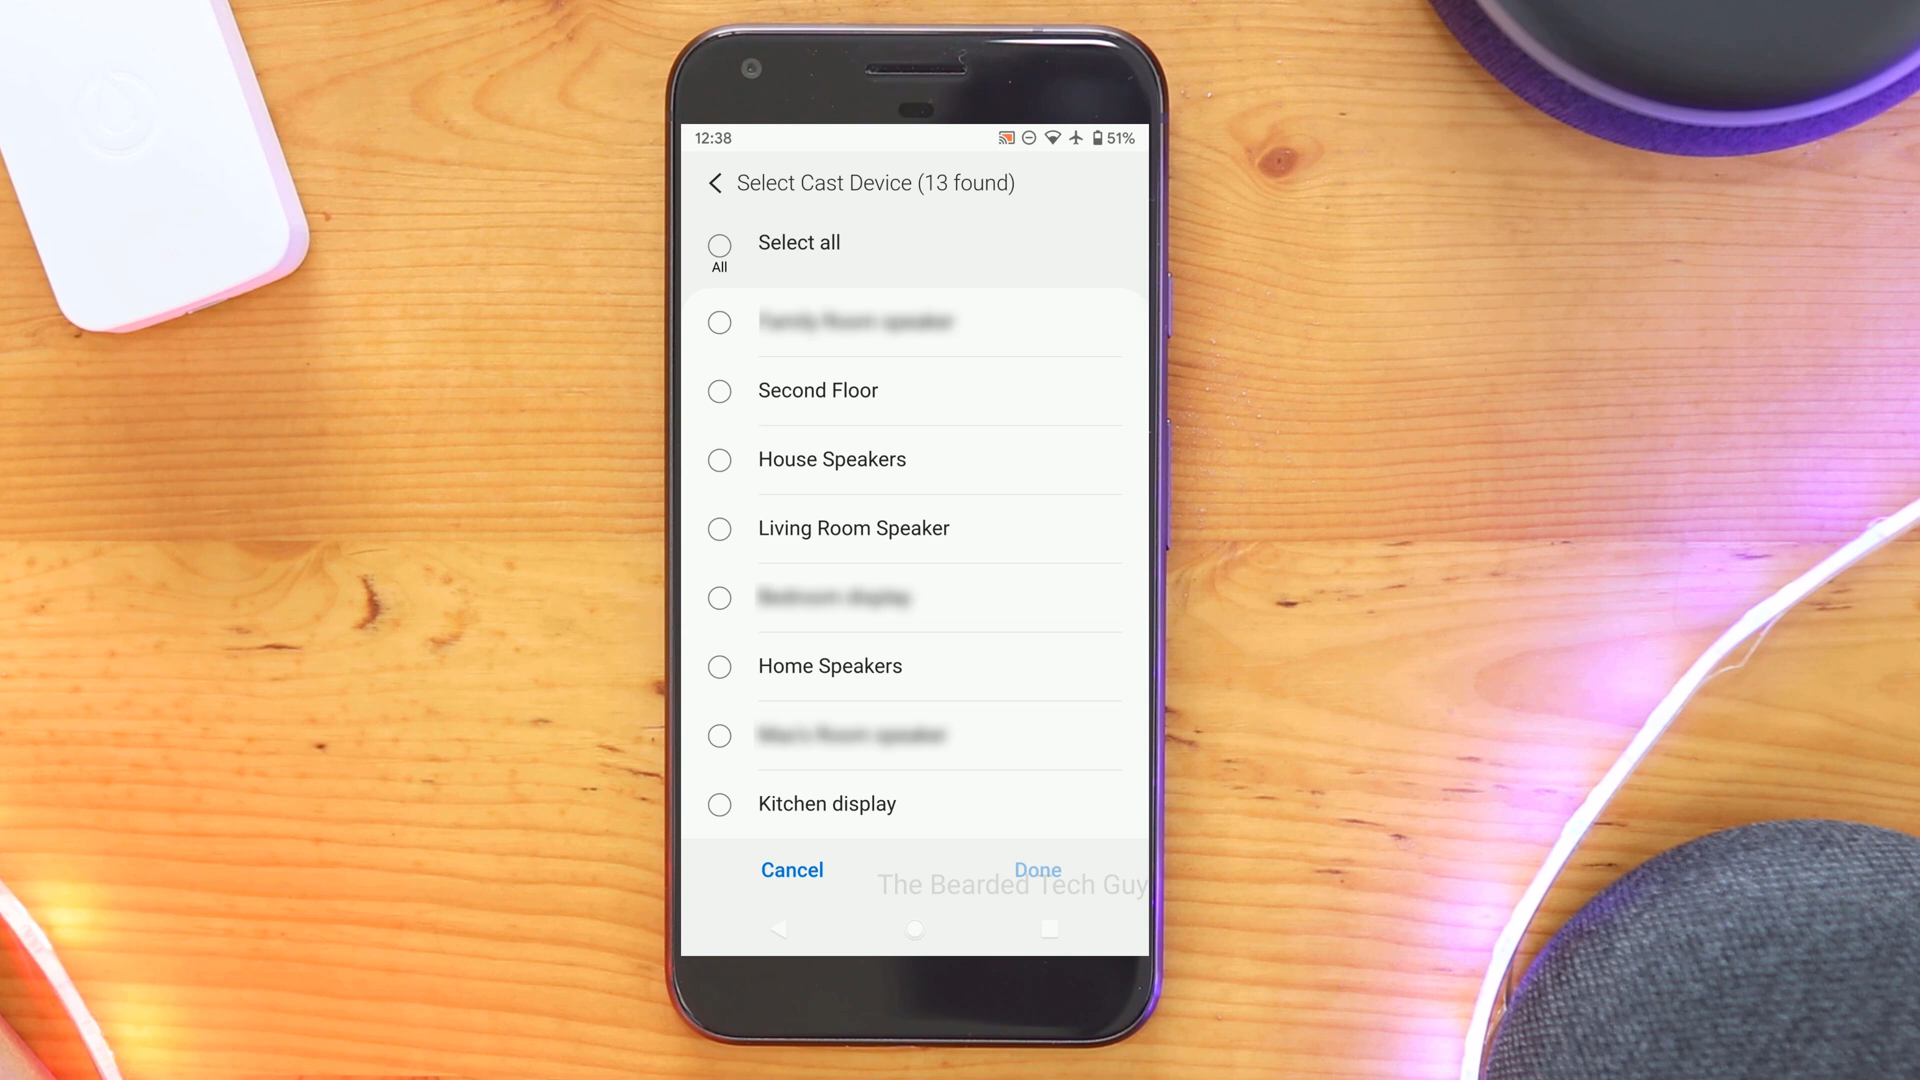 12:38
51%
Select Cast Device (13 found)
Select all
All
Second Floor
House Speakers
Living Room Speaker
Home Speakers
Kitchen display
Cancel
Done
The Bearded Tech Guy